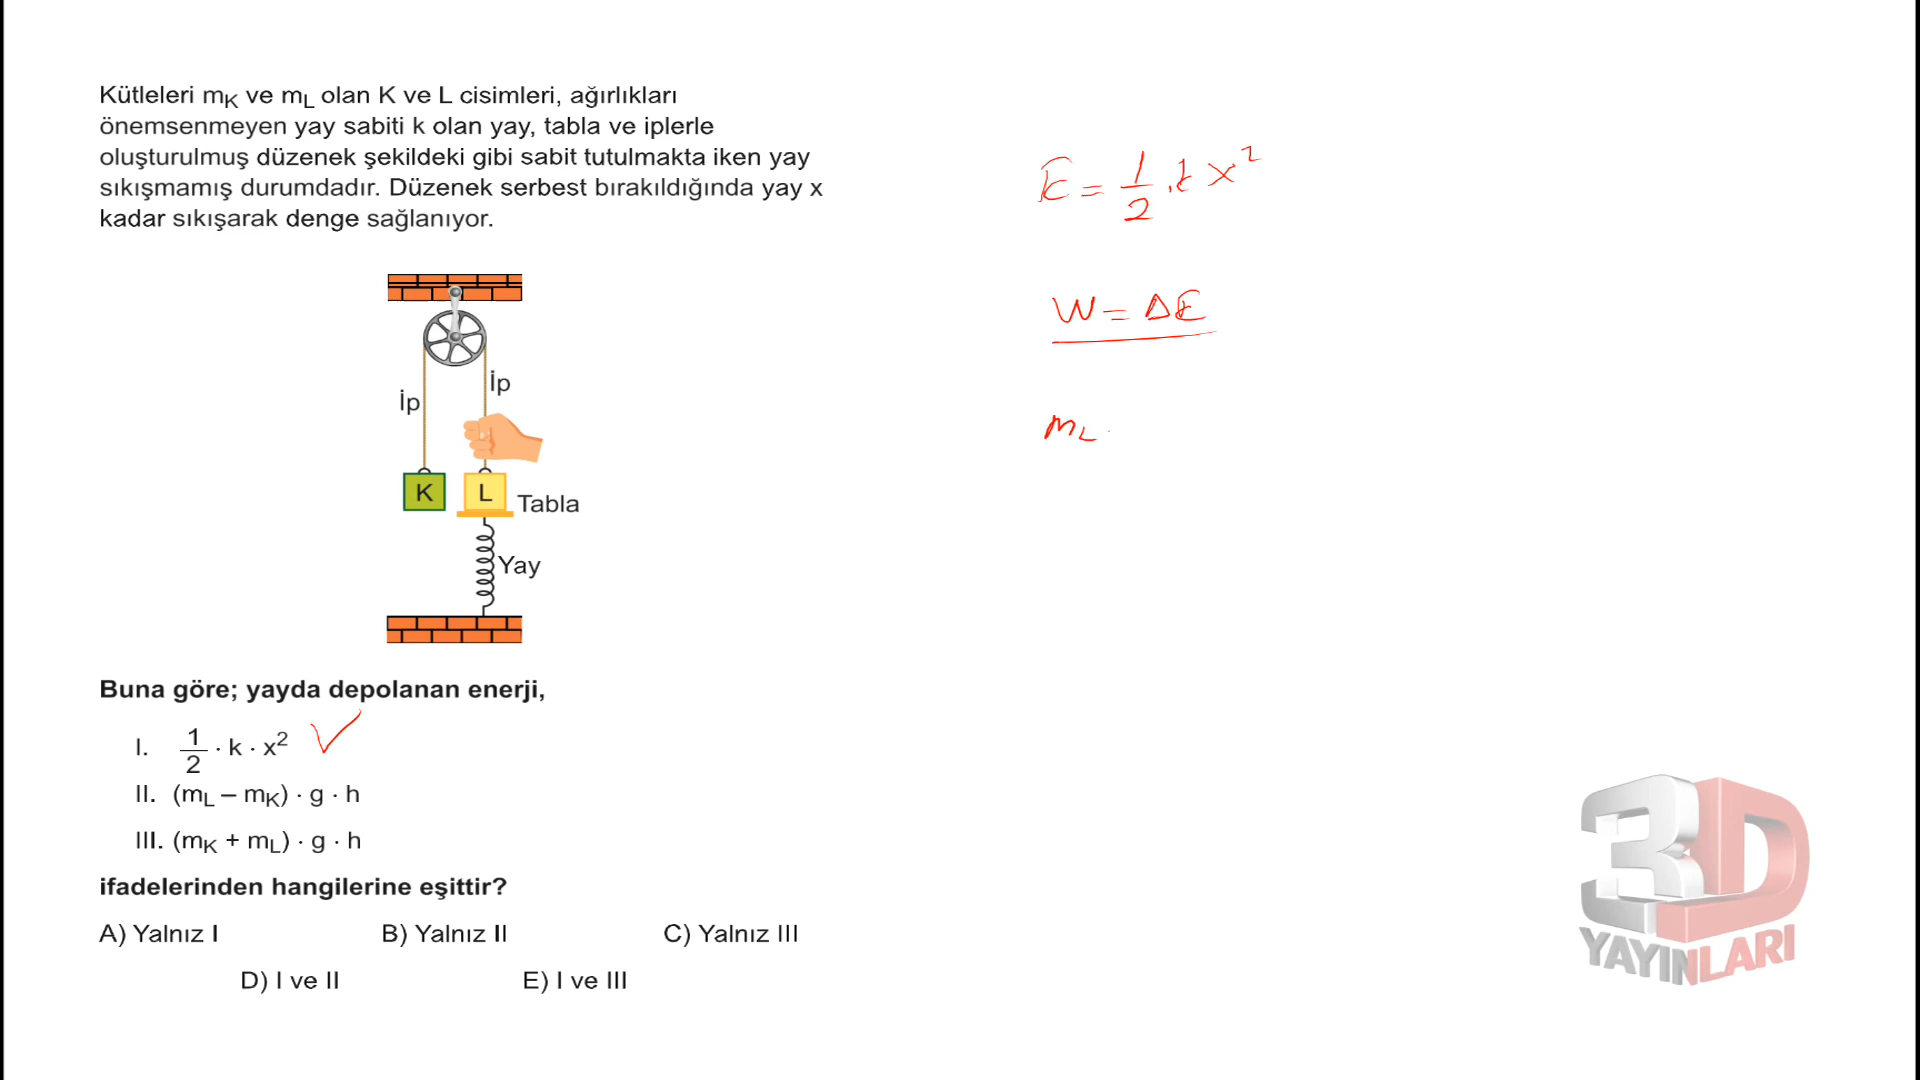 Kütleleri mK ve mL olan K ve L cisimleri, ağırlıkları
önemsenmeyen yay sabiti k olan yay, tabla ve iplerle
oluşturulmuş düzenek şekildeki gibi sabit tutulmakta iken yay
sıkışmamış durumdadır. Düzenek serbest bırakıldığında yay x
kadar sıkışarak denge sağlanıyor.
E = 1/2 . k x²
W = ΔE
mL
İp
İp
K
L
Tabla
Yay
Buna göre; yayda depolanan enerji,
I. 1/2 · k · x²
II. (mL – mK) · g · h
III. (mK + mL) · g · h
ifadelerinden hangilerine eşittir?
A) Yalnız I B) Yalnız II C) Yalnız III
D) I ve II E) I ve III
3D
YAYINLARI